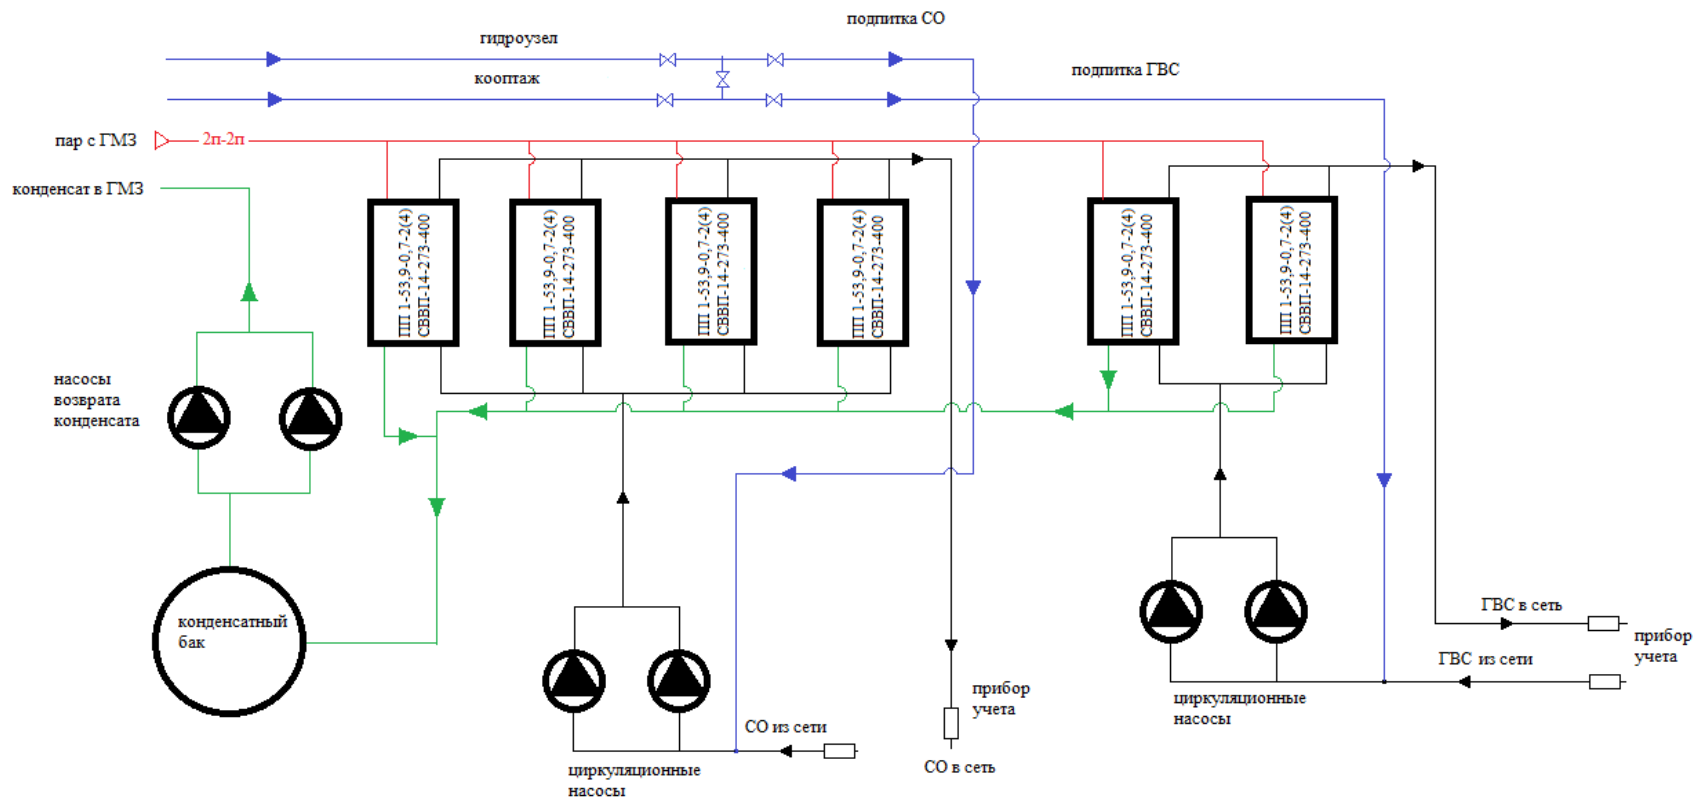 подпитка СО
гидроузел
кооптаж
подпитка ГВС
пар с ГМЗ
2п-2п
конденсат в ГМЗ
ПП 1-53,9-0,7-2(4)
СВВП-14-273-400
ПП 1-53,9-0,7-2(4)
СВВП-14-273-400
ПП 1-53,9-0,7-2(4)
СВВП-14-273-400
ПП 1-53,9-0,7-2(4)
СВВП-14-273-400
ПП 1-53,9-0,7-2(4)
СВВП-14-273-400
ПП 1-53,9-0,7-2(4)
СВВП-14-273-400
насосы
возврата
конденсата
конденсатный
бак
циркуляционные
насосы
СО из сети
прибор
учета
СО в сеть
циркуляционные
насосы
ГВС в сеть
ГВС из сети
прибор
учета